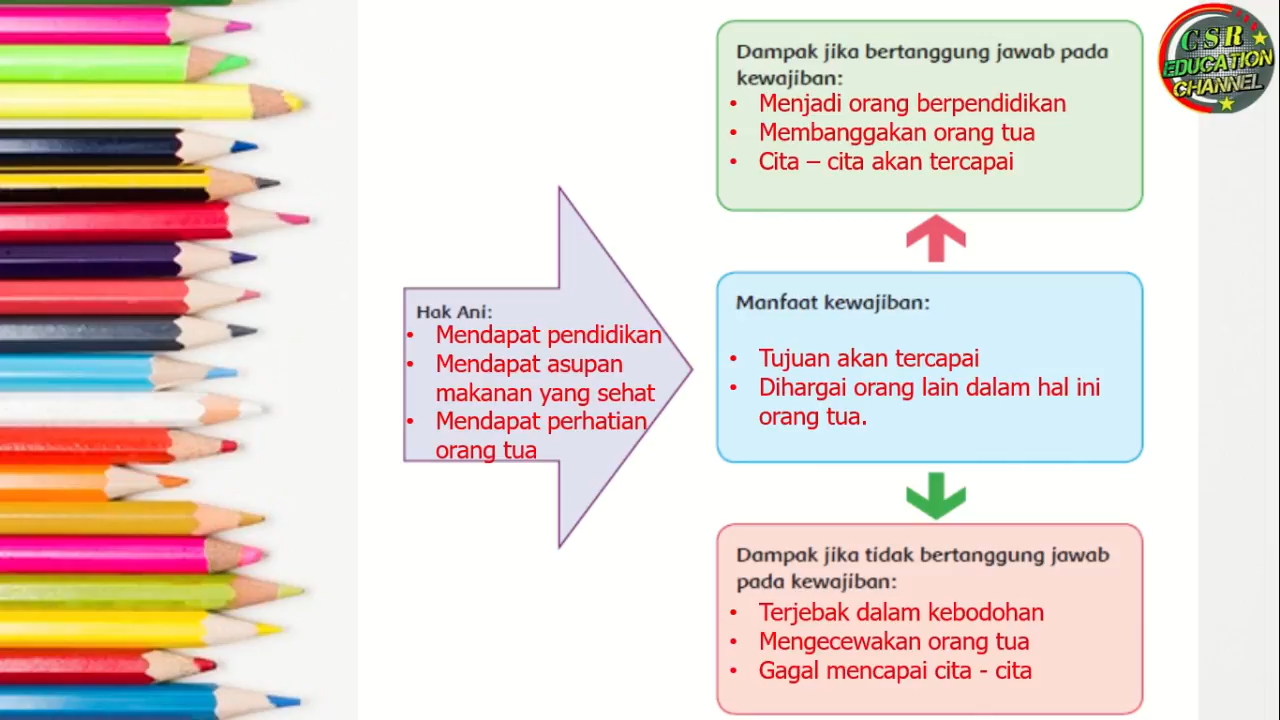 Dampak jika bertanggung jawab pada
kewajiban:
• Menjadi orang berpendidikan
• Membanggakan orang tua
• Cita – cita akan tercapai
CSR
EDUCATION
CHANNEL
Hak Ani:
• Mendapat pendidikan
• Mendapat asupan
makanan yang sehat
• Mendapat perhatian
orang tua
Manfaat kewajiban:
• Tujuan akan tercapai
• Dihargai orang lain dalam hal ini
orang tua.
Dampak jika tidak bertanggung jawab
pada kewajiban:
• Terjebak dalam kebodohan
• Mengecewakan orang tua
• Gagal mencapai cita - cita